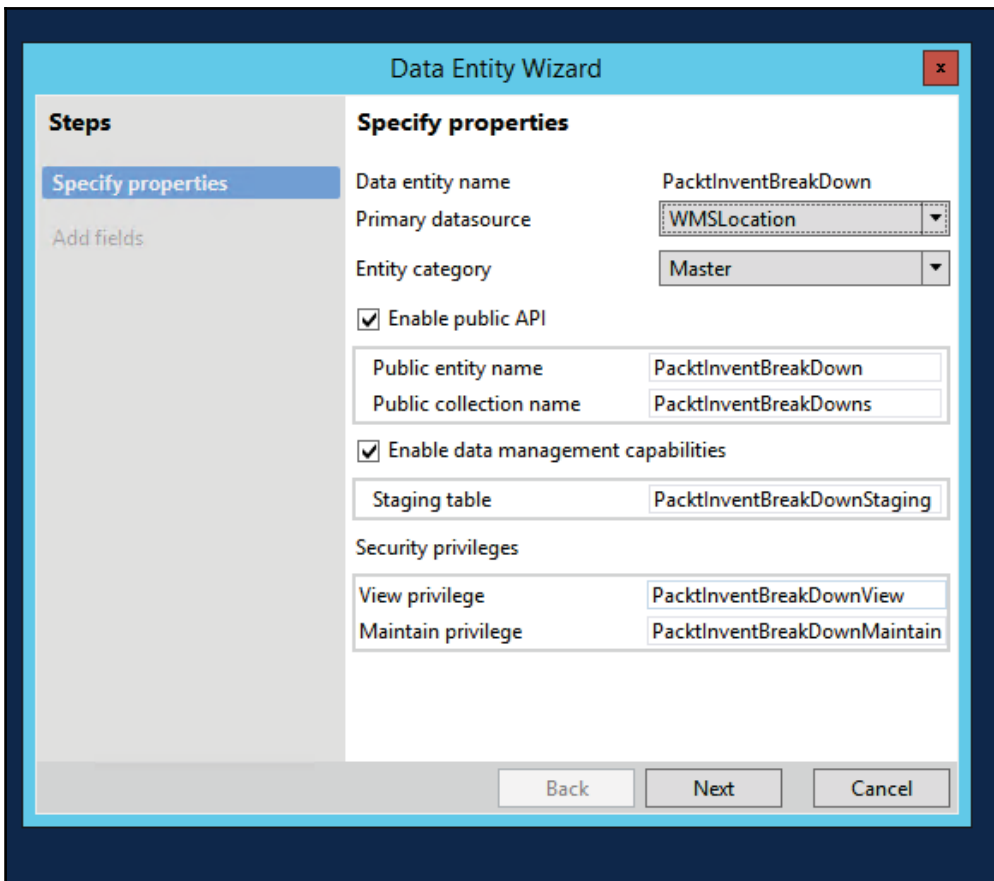 Data Entity Wizard
x
Steps
Specify properties
Add fields
Specify properties
Data entity name PacktInventBreakDown
Primary datasource WMSLocation
Entity category Master
Enable public API
Public entity name PacktInventBreakDown
Public collection name PacktInventBreakDowns
Enable data management capabilities
Staging table PacktInventBreakDownStaging
Security privileges
View privilege PacktInventBreakDownView
Maintain privilege PacktInventBreakDownMaintain
Back Next Cancel